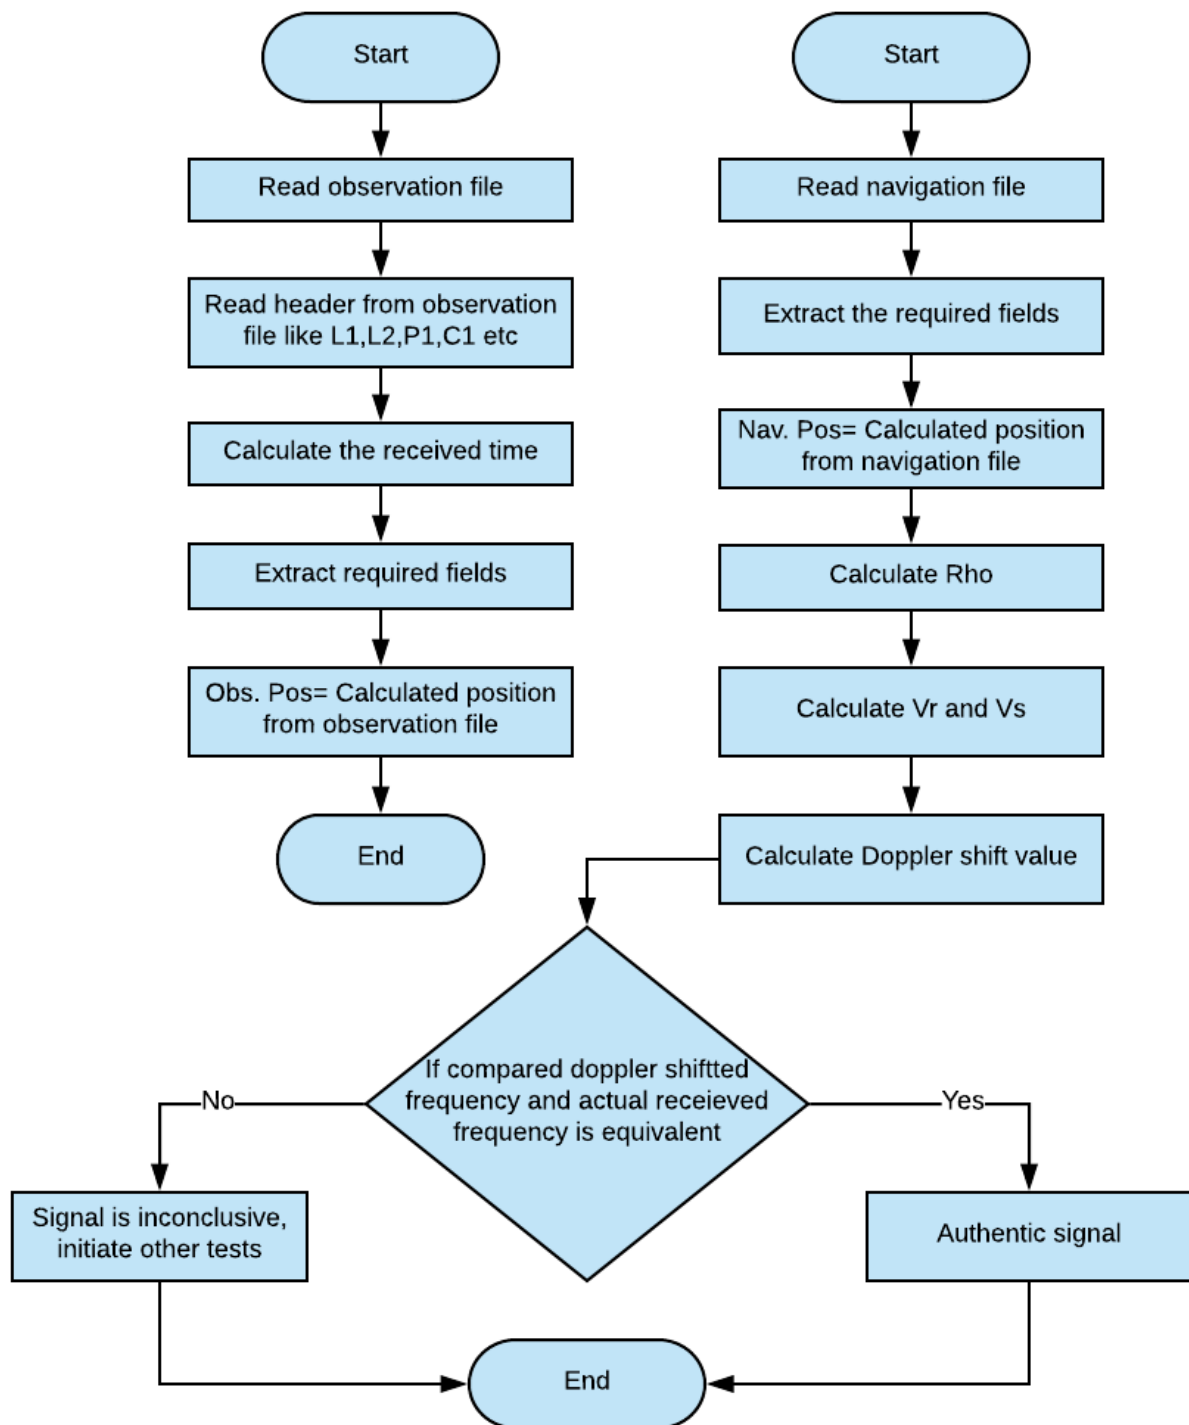 Start
Read observation file
Read header from observation
file like L1,L2,P1,C1 etc
Calculate the received time
Extract required fields
Obs. Pos= Calculated position
from observation file
End
Start
Read navigation file
Extract the required fields
Nav. Pos= Calculated position
from navigation file
Calculate Rho
Calculate Vr and Vs
Calculate Doppler shift value
If compared doppler shiftted
frequency and actual receieved
frequency is equivalent
No
Yes
Signal is inconclusive,
initiate other tests
Authentic signal
End